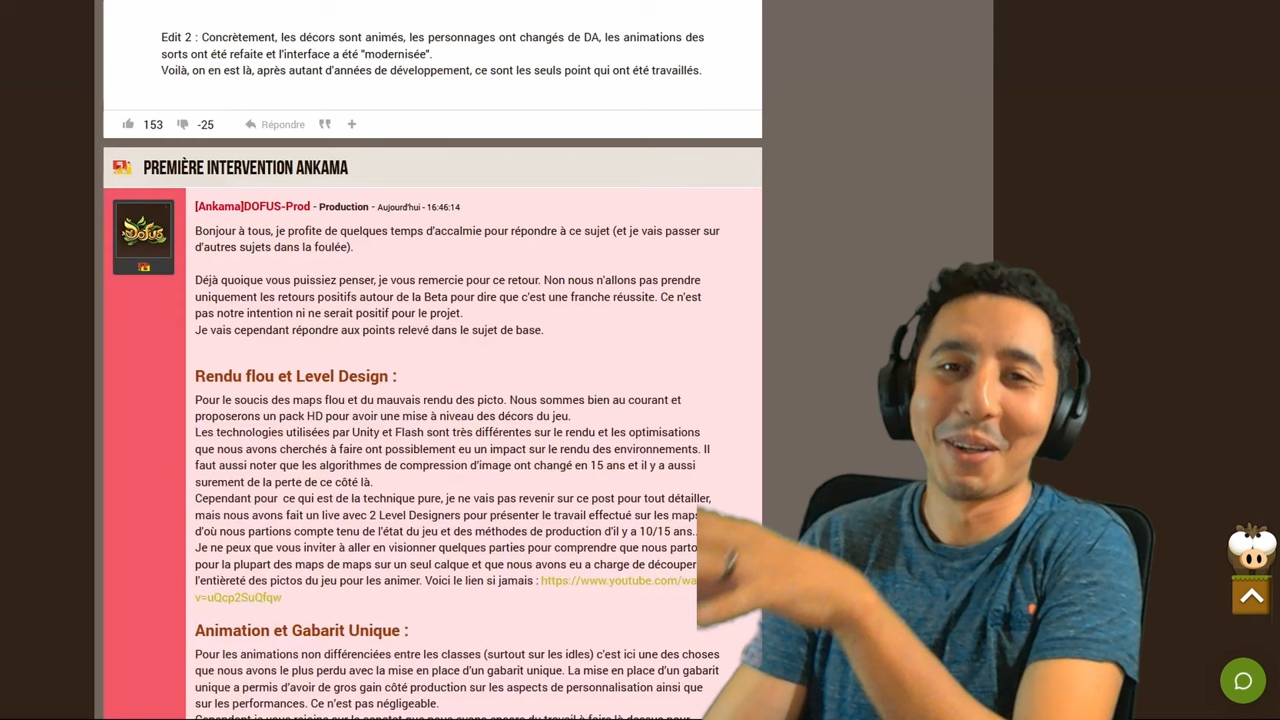 Edit 2 : Concrètement, les décors sont animés, les personnages ont changés de DA, les animations des
sorts ont été refaite et l'interface a été "modernisée".
Voilà, on en est là, après autant d'années de développement, ce sont les seuls point qui ont été travaillés.
153 -25 Répondre
PREMIÈRE INTERVENTION ANKAMA
[Ankama]DOFUS-Prod - Production - Aujourd'hui - 16:46:14
DOFUS
Bonjour à tous, je profite de quelques temps d'accalmie pour répondre à ce sujet (et je vais passer sur
d'autres sujets dans la foulée).
Déjà quoique vous puissiez penser, je vous remercie pour ce retour. Non nous n'allons pas prendre
uniquement les retours positifs autour de la Beta pour dire que c'est une franche réussite. Ce n'est
pas notre intention ni ne serait positif pour le projet.
Je vais cependant répondre aux points relevé dans le sujet de base.
Rendu flou et Level Design :
Pour le soucis des maps flou et du mauvais rendu des picto. Nous sommes bien au courant et
proposerons un pack HD pour avoir une mise à niveau des décors du jeu.
Les technologies utilisées par Unity et Flash sont très différentes sur le rendu et les optimisations
que nous avons cherchés à faire ont possiblement eu un impact sur le rendu des environnements. Il
faut aussi noter que les algorithmes de compression d'image ont changé en 15 ans et il y a aussi
surement de la perte de ce côté là.
Cependant pour ce qui est de la technique pure, je ne vais pas revenir sur ce post pour tout détailler,
mais nous avons fait un live avec 2 Level Designers pour présenter le travail effectué sur les maps
d'où nous partions compte tenu de l'état du jeu et des méthodes de production d'il y a 10/15 ans..
Je ne peux que vous inviter à aller en visionner quelques parties pour comprendre que nous parto
pour la plupart des maps de maps sur un seul calque et que nous avons eu a charge de découper
l'entièreté des pictos du jeu pour les animer. Voici le lien si jamais : https://www.youtube.com/wa
v=uQcp2SuQfqw
Animation et Gabarit Unique :
Pour les animations non différenciées entre les classes (surtout sur les idles) c'est ici une des choses
que nous avons le plus perdu avec la mise en place d'un gabarit unique. La mise en place d'un gabarit
unique a permis d'avoir de gros gain côté production sur les aspects de personnalisation ainsi que
sur les performances. Ce n'est pas négligeable.
Cependant je vous rejoins sur le constat que nous avons encore du travail à faire là dessus pour